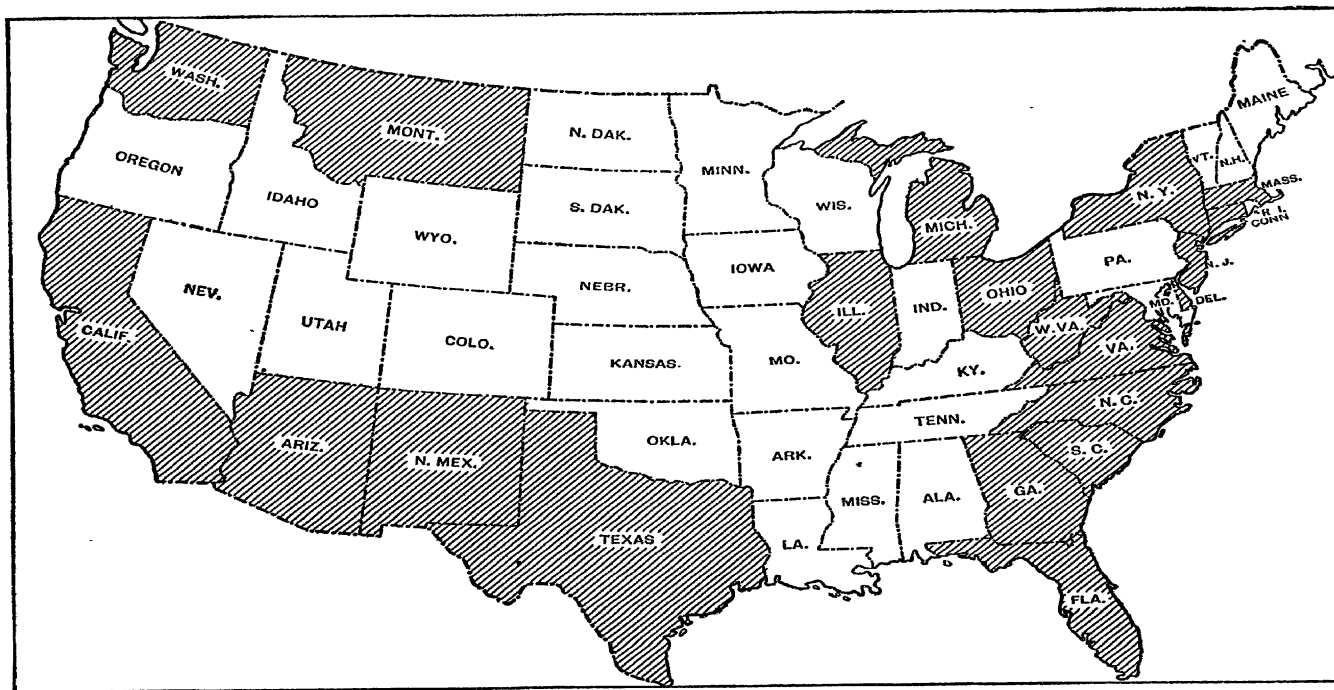 WASH.
MONT.
N. DAK.
MINN.
MAINE
VT.
N.H.
OREGON
IDAHO
S. DAK.
WIS.
MICH.
N. Y.
MASS.
R. I.
CONN
WYO.
IOWA
PA.
N. J.
NEV.
UTAH
NEBR.
ILL.
IND.
OHIO
MD.
DEL.
CALIF.
COLO.
KANSAS.
MO.
W.VA.
VA.
KY.
N. C.
TENN.
ARIZ.
N. MEX.
OKLA.
ARK.
S. C.
MISS.
ALA.
GA.
TEXAS
LA.
FLA.